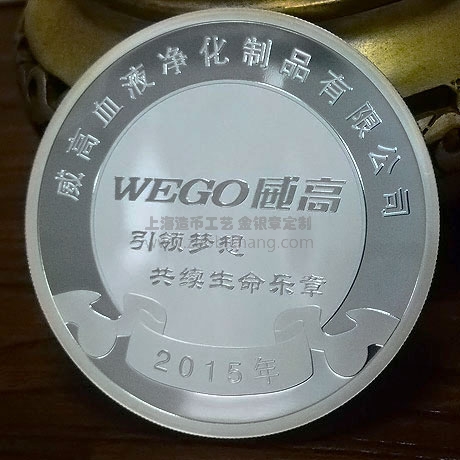 威高血液净化制品有限公司
WEGO威高
上海造币工艺 金银章定制
引领梦想
共续生命乐章
2015年